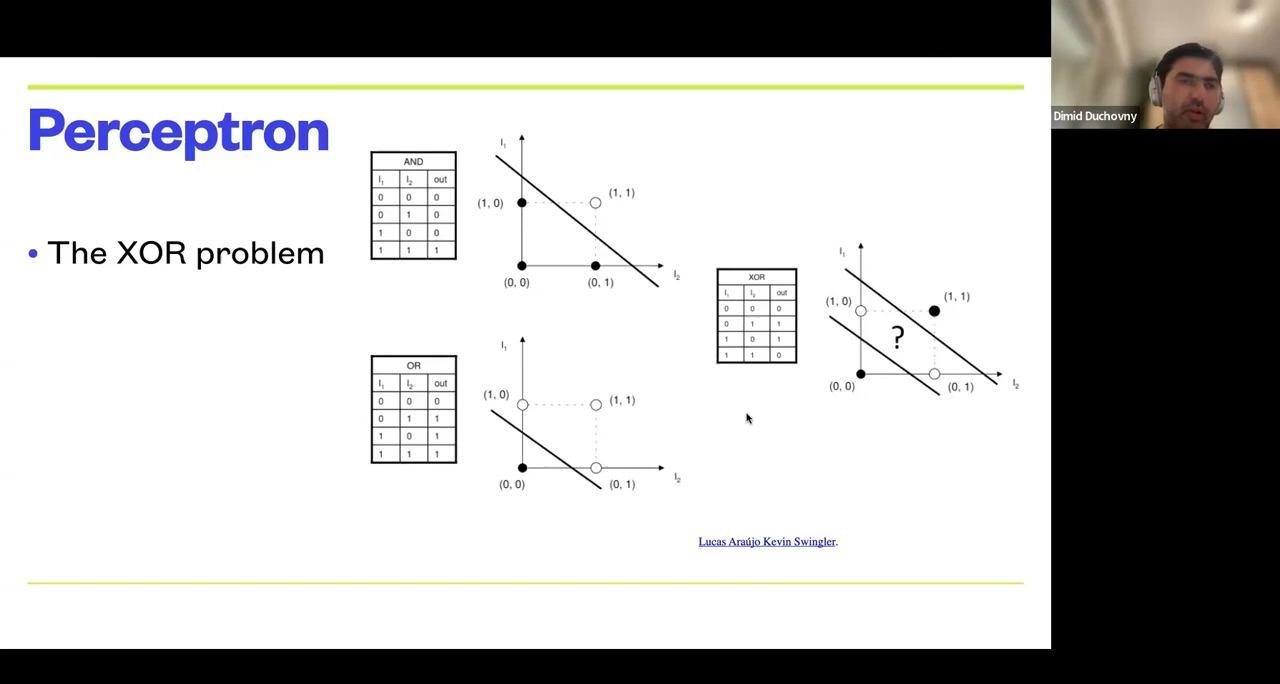 Perceptron
• The XOR problem
AND
I₁ I₂ out
0 0 0
0 1 0
1 0 0
1 1 1
I₁
(1, 0)
(1, 1)
(0, 0)
(0, 1)
I₂
OR
I₁ I₂ out
0 0 0
0 1 1
1 0 1
1 1 1
I₁
(1, 0)
(1, 1)
(0, 0)
(0, 1)
I₂
XOR
I₁ I₂ out
0 0 0
0 1 1
1 0 1
1 1 0
I₁
(1, 0)
(1, 1)
?
(0, 0)
(0, 1)
I₂
Lucas Araújo Kevin Swingler.
Dimid Duchovny